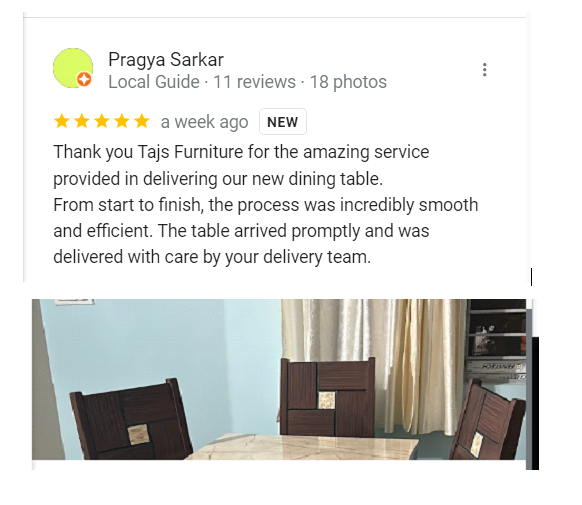 Pragya Sarkar
Local Guide · 11 reviews · 18 photos
a week ago NEW
Thank you Tajs Furniture for the amazing service
provided in delivering our new dining table.
From start to finish, the process was incredibly smooth
and efficient. The table arrived promptly and was
delivered with care by your delivery team.